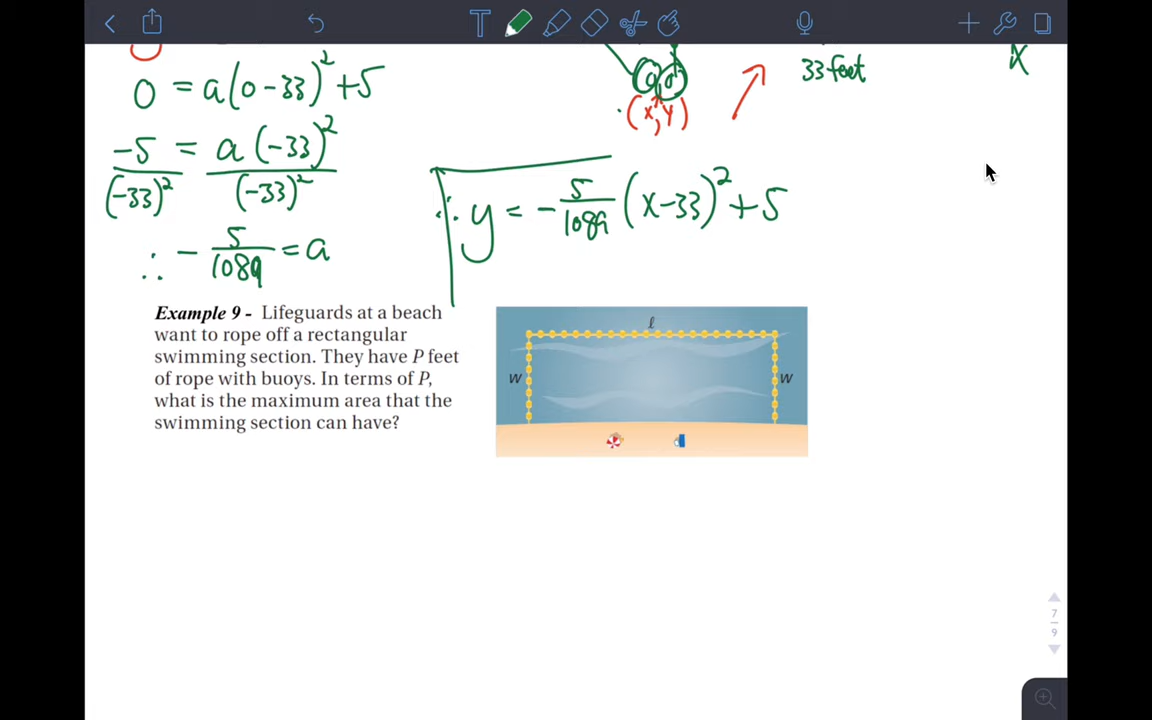 33 feet
X
(x,y)
0 = a(0-33)²+5
-5 = a(-33)²
(-33)² (-33)²
∴ - 5/1089 = a
∴ y = - 5/1089 (x-33)² + 5
Example 9 - Lifeguards at a beach
want to rope off a rectangular
swimming section. They have P feet
of rope with buoys. In terms of P,
what is the maximum area that the
swimming section can have?
ℓ
w w
7
9
T